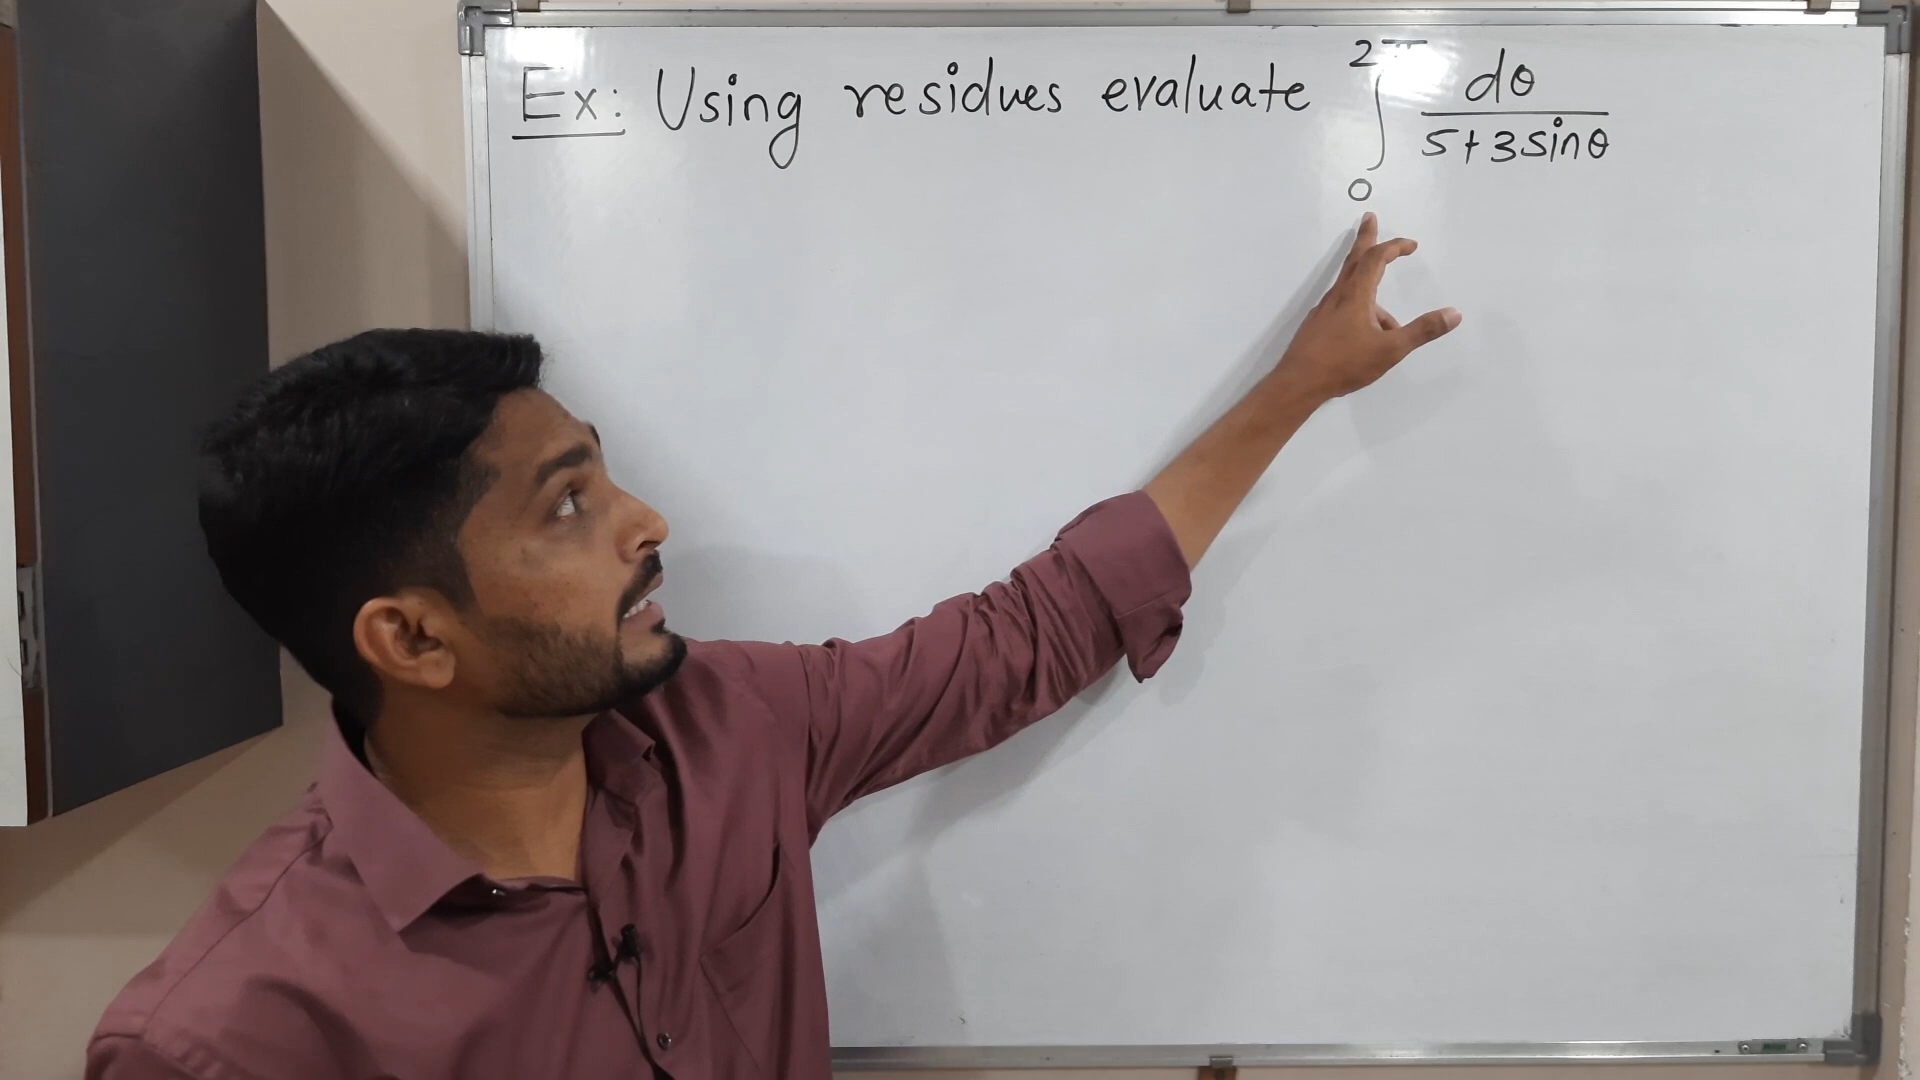 Ex: Using residues evaluate ∫₀^{2π} dθ/(5+3sinθ)